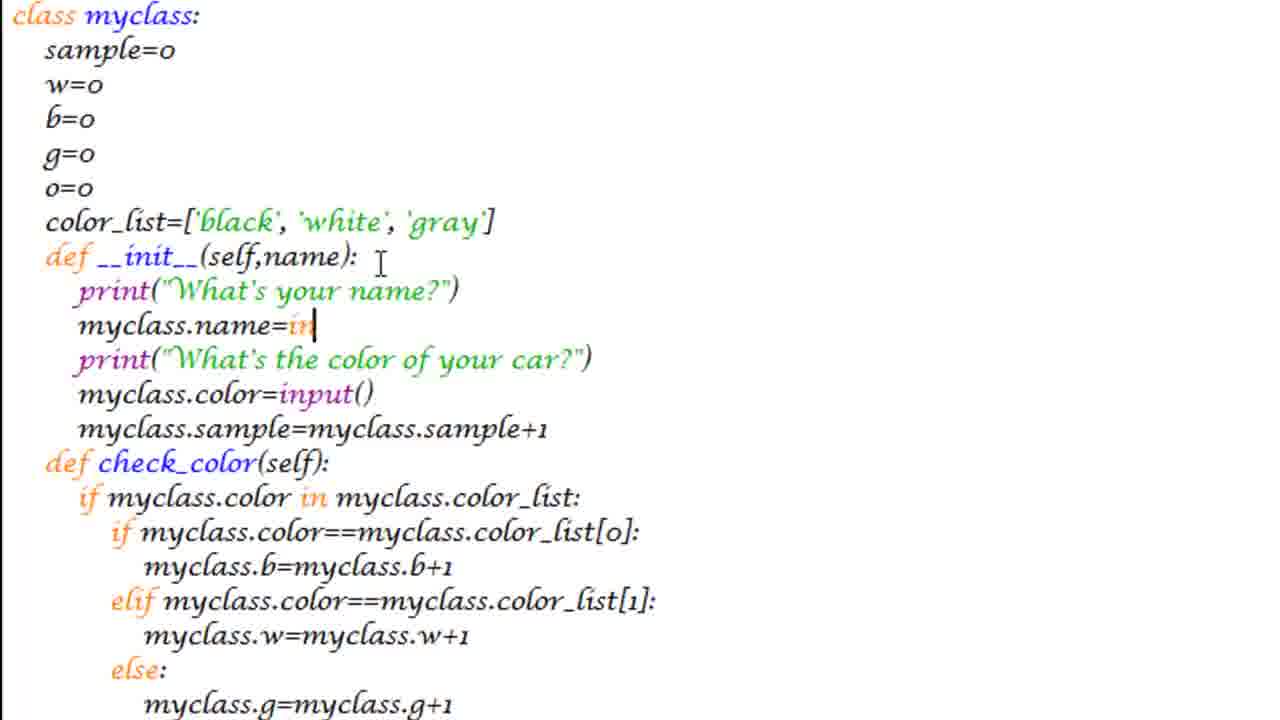 class myclass:
sample=0
w=0
b=0
g=0
o=0
color_list=['black', 'white', 'gray']
def __init__(self,name):
print("What's your name?")
myclass.name=in
print("What's the color of your car?")
myclass.color=input()
myclass.sample=myclass.sample+1
def check_color(self):
if myclass.color in myclass.color_list:
if myclass.color==myclass.color_list[0]:
myclass.b=myclass.b+1
elif myclass.color==myclass.color_list[1]:
myclass.w=myclass.w+1
else:
myclass.g=myclass.g+1